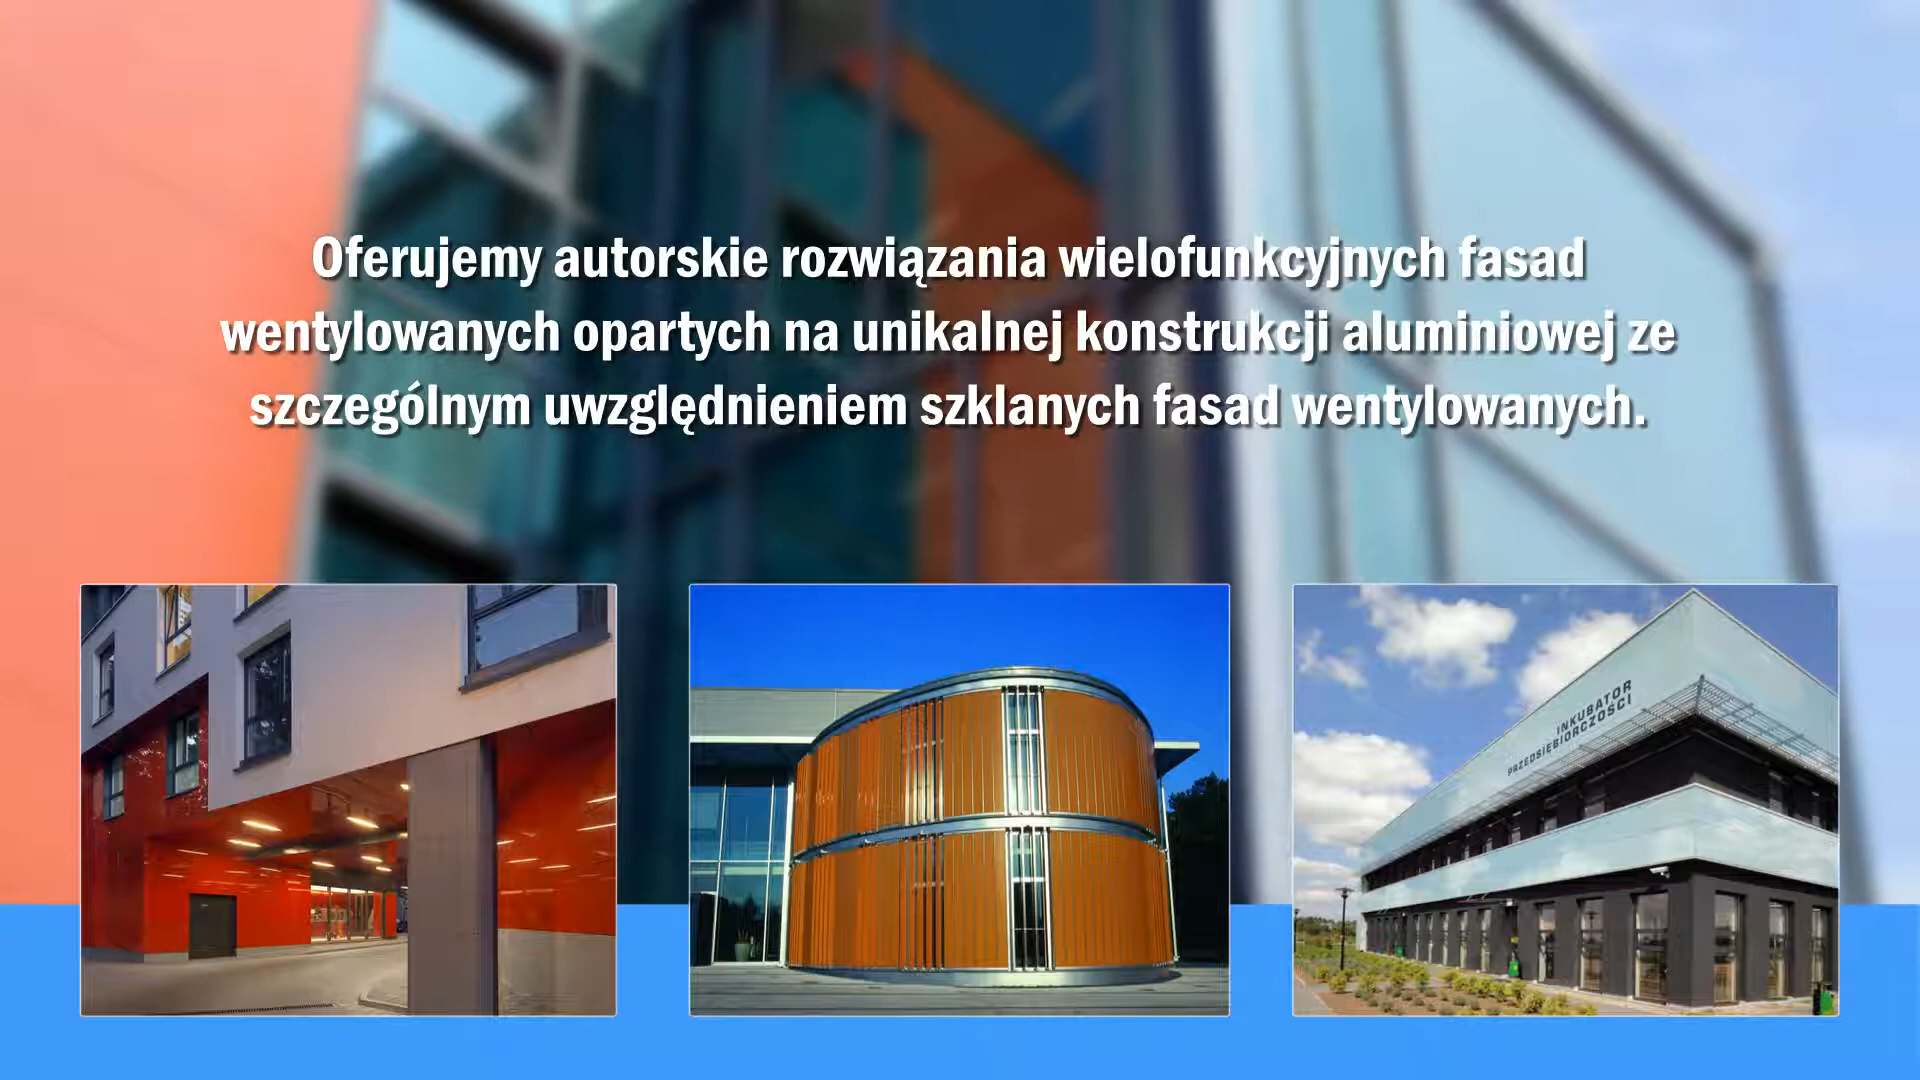 Oferujemy autorskie rozwiązania wielofunkcyjnych fasad
wentylowanych opartych na unikalnej konstrukcji aluminiowej ze
szczególnym uwzględnieniem szklanych fasad wentylowanych.
INKUBATOR
PRZEDSIĘBIORCZOŚCI